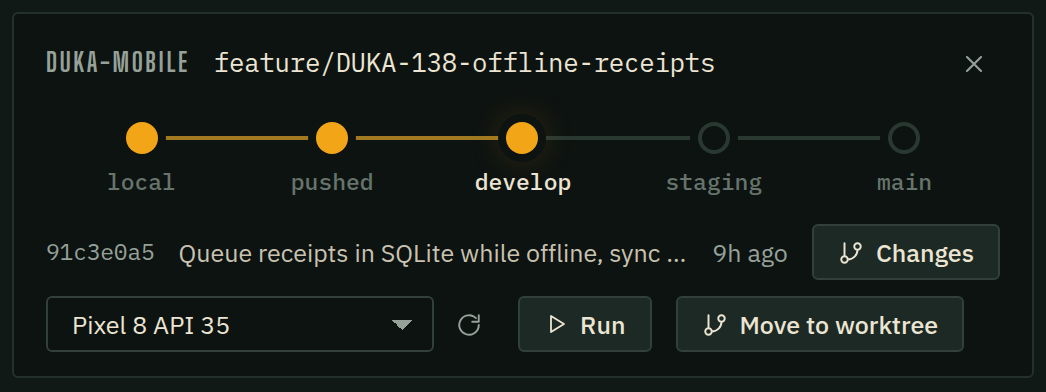 DUKA-MOBILE feature/DUKA-138-offline-receipts
local pushed develop staging main
91c3e0a5 Queue receipts in SQLite while offline, sync ... 9h ago Changes
Pixel 8 API 35 Run Move to worktree